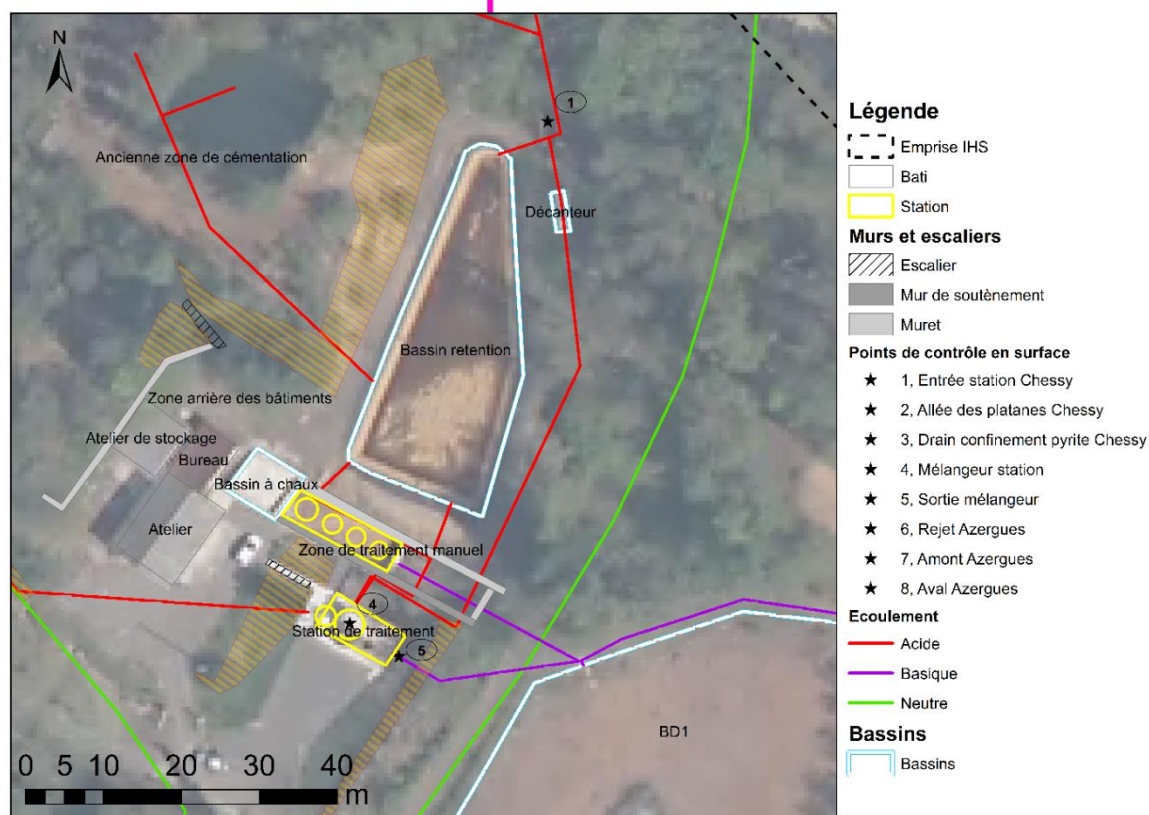 N
1
Ancienne zone de cémentation
Décanteur
Bassin retention
Zone arrière des bâtiments
Atelier de stockage
Bureau
Bassin à chaux
Atelier
Zone de traitement manuel
4
Station de traitement
5
BD1
0 5 10 20 30 40
m
Légende
Emprise IHS
Bati
Station
Murs et escaliers
Escalier
Mur de soutènement
Muret
Points de contrôle en surface
1, Entrée station Chessy
2, Allée des platanes Chessy
3, Drain confinement pyrite Chessy
4, Mélangeur station
5, Sortie mélangeur
6, Rejet Azergues
7, Amont Azergues
8, Aval Azergues
Ecoulement
Acide
Basique
Neutre
Bassins
Bassins